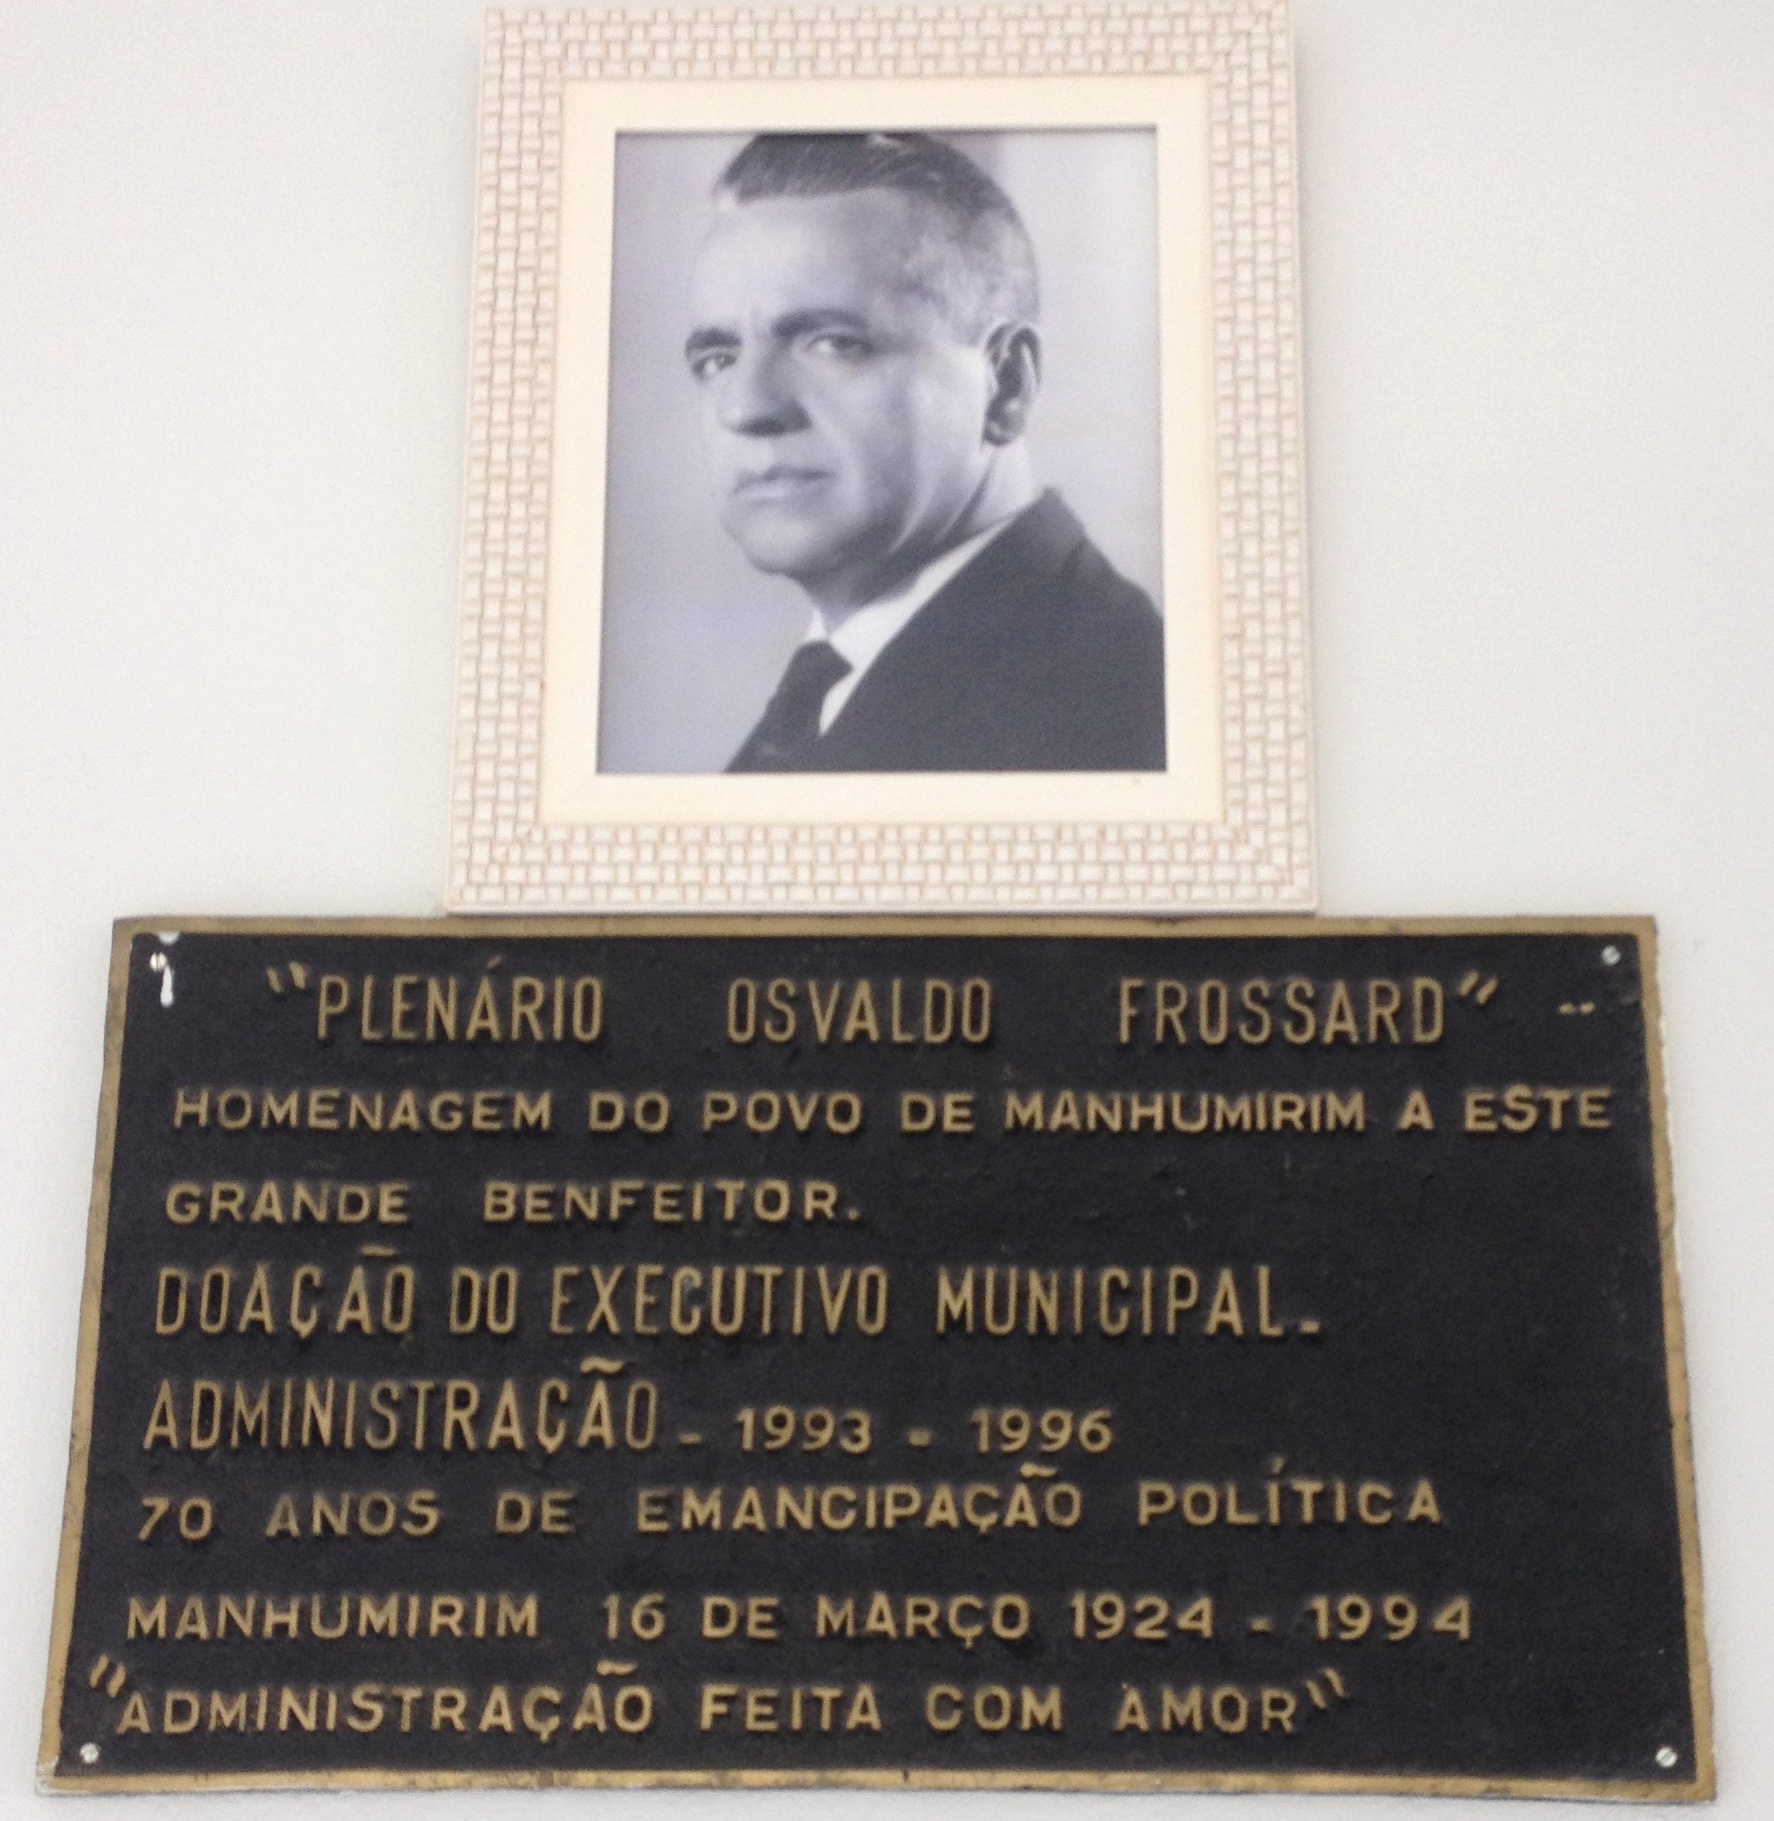 "PLENÁRIO OSVALDO FROSSARD" --
HOMENAGEM DO POVO DE MANHUMIRIM A ESTE
GRANDE BENFEITOR.
DOAÇÃO DO EXECUTIVO MUNICIPAL.
ADMINISTRAÇÃO - 1993 - 1996
70 ANOS DE EMANCIPAÇÃO POLÍTICA
MANHUMIRIM 16 DE MARÇO 1924 - 1994
"ADMINISTRAÇÃO FEITA COM AMOR"